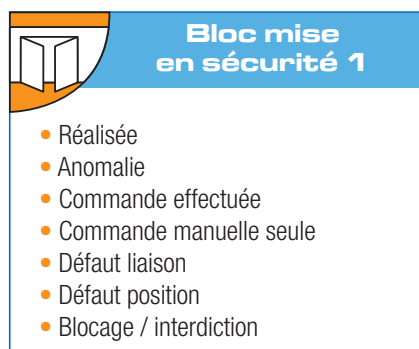 Bloc mise
en sécurité 1
• Réalisée
• Anomalie
• Commande effectuée
• Commande manuelle seule
• Défaut liaison
• Défaut position
• Blocage / interdiction